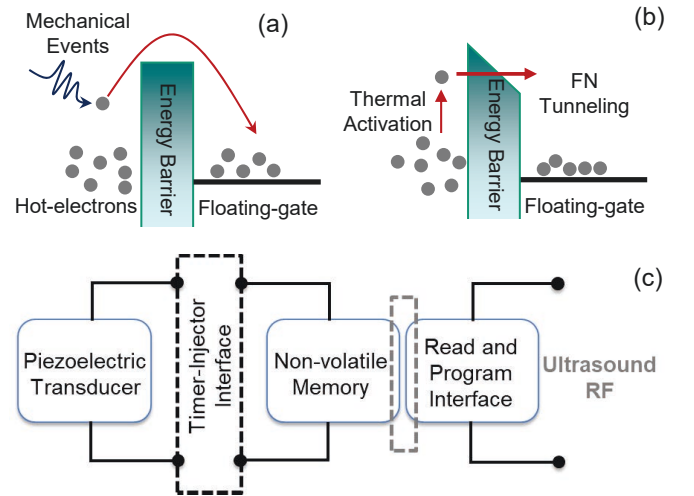 Mechanical
Events
(a)
Energy Barrier
Hot-electrons
Floating-gate
(b)
Thermal
Activation
Energy Barrier
FN
Tunneling
Floating-gate
(c)
Piezoelectric
Transducer
Timer-Injector
Interface
Non-volatile
Memory
Read and
Program
Interface
Ultrasound
RF